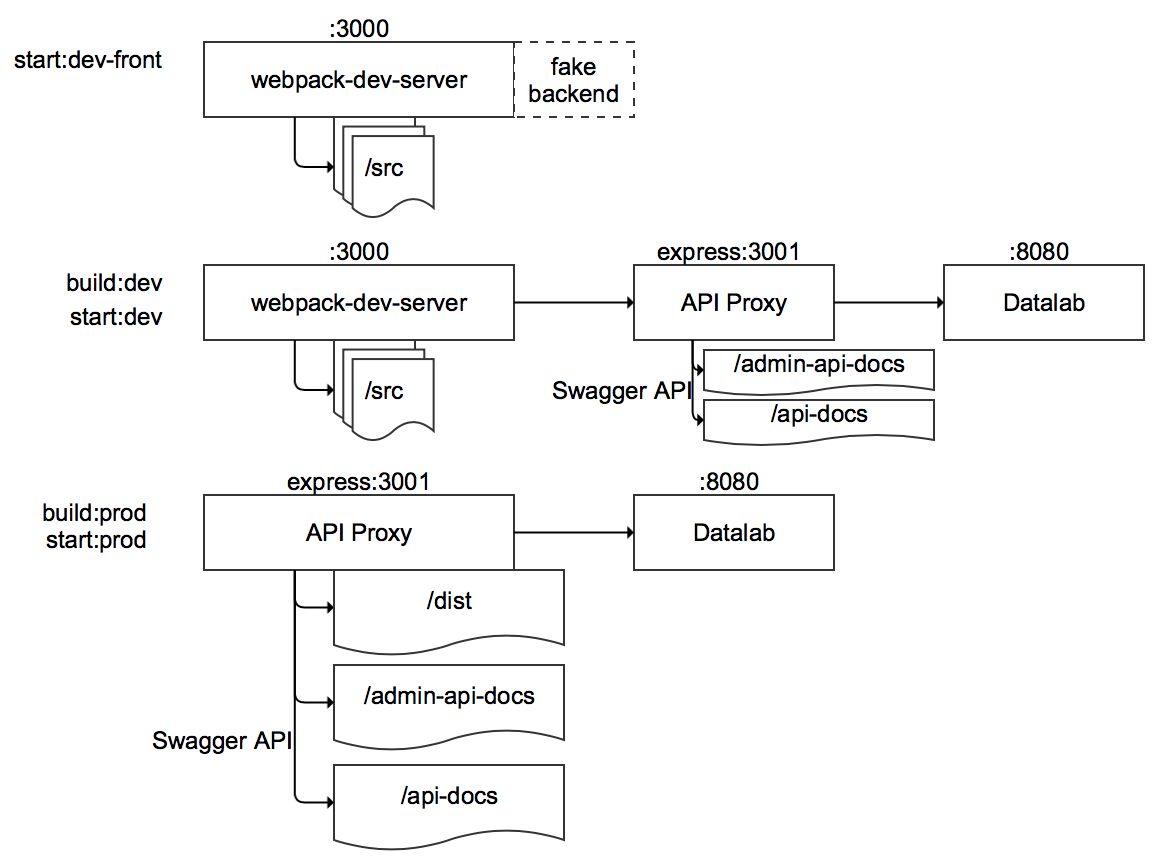 :3000
start:dev-front
webpack-dev-server
fake
backend
/src
:3000
express:3001
:8080
build:dev
start:dev
webpack-dev-server
API Proxy
Datalab
/src
Swagger API
/admin-api-docs
/api-docs
express:3001
:8080
build:prod
start:prod
API Proxy
Datalab
/dist
/admin-api-docs
Swagger API
/api-docs